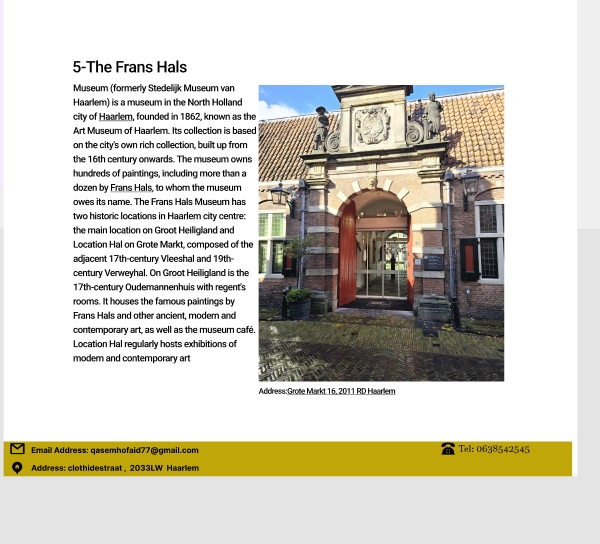 5-The Frans Hals
Museum (formerly Stedelijk Museum van
Haarlem) is a museum in the North Holland
city of Haarlem, founded in 1862, known as the
Art Museum of Haarlem. Its collection is based
on the city's own rich collection, built up from
the 16th century onwards. The museum owns
hundreds of paintings, including more than a
dozen by Frans Hals, to whom the museum
owes its name. The Frans Hals Museum has
two historic locations in Haarlem city centre:
the main location on Groot Heiligland and
Location Hal on Grote Markt, composed of the
adjacent 17th-century Vleeshal and 19th-
century Verweyhal. On Groot Heiligland is the
17th-century Oudemannenhuis with regent's
rooms. It houses the famous paintings by
Frans Hals and other ancient, modern and
contemporary art, as well as the museum café.
Location Hal regularly hosts exhibitions of
modern and contemporary art
Address:Grote Markt 16, 2011 RD Haarlem
Email Address: qasemhofaid77@gmail.com
Tel: 0638542545
Address: clothidestraat , 2033LW Haarlem